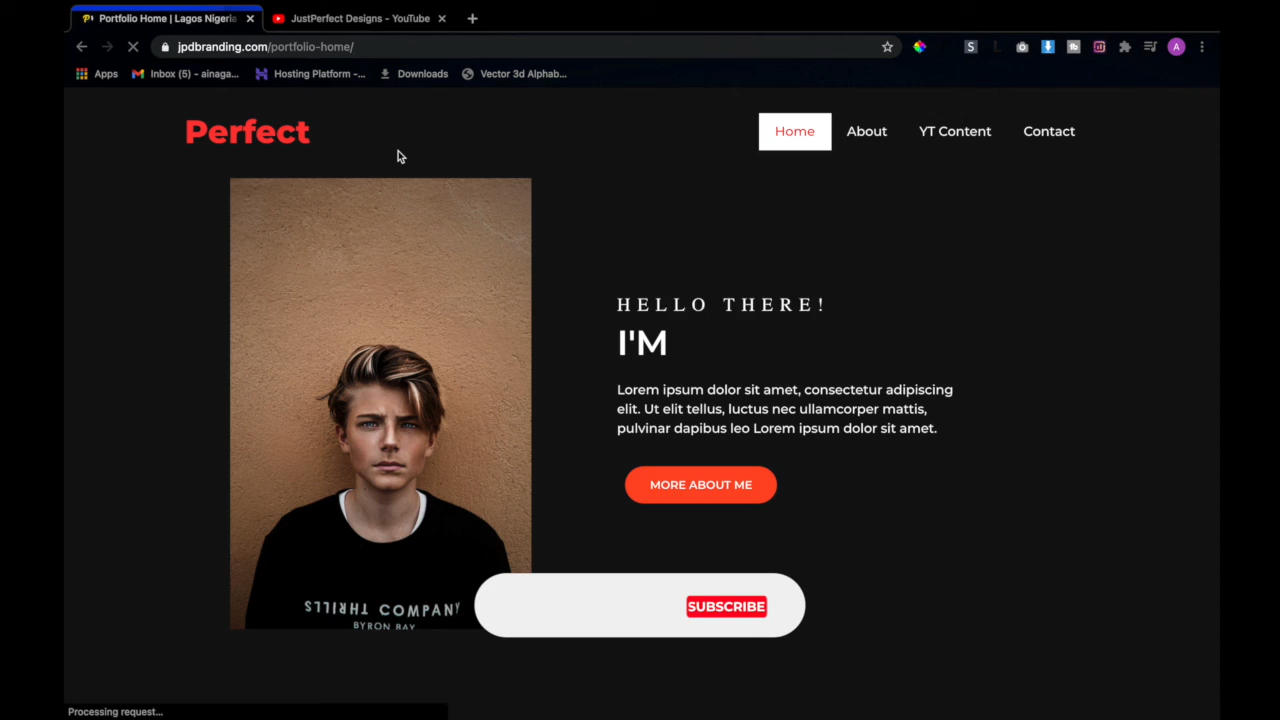 Portfolio Home | Lagos Nigeria
JustPerfect Designs - YouTube
jpdbranding.com/portfolio-home/
S
A
Apps
Inbox (5) - ainaga...
Hosting Platform -...
Downloads
Vector 3d Alphab...
Perfect
Home
About
YT Content
Contact
HELLO THERE!
I'M
Lorem ipsum dolor sit amet, consectetur adipiscing
elit. Ut elit tellus, luctus nec ullamcorper mattis,
pulvinar dapibus leo Lorem ipsum dolor sit amet.
MORE ABOUT ME
THRILLS COMPANY
BYRON BAY
SUBSCRIBE
Processing request...